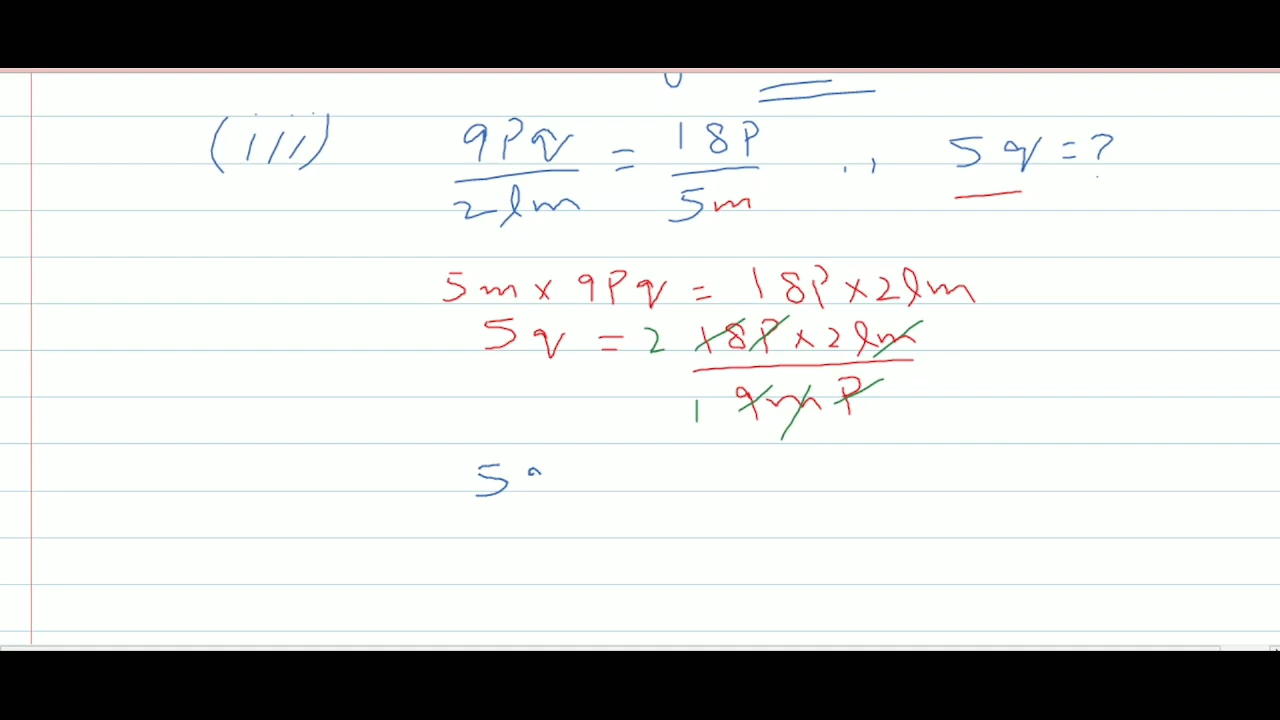 (iii) 9Pq/2lm = 18P/5m .., 5q = ?
5m × 9Pq = 18P × 2lm
5q = 2 18P × 2lm / 1 9mP
5